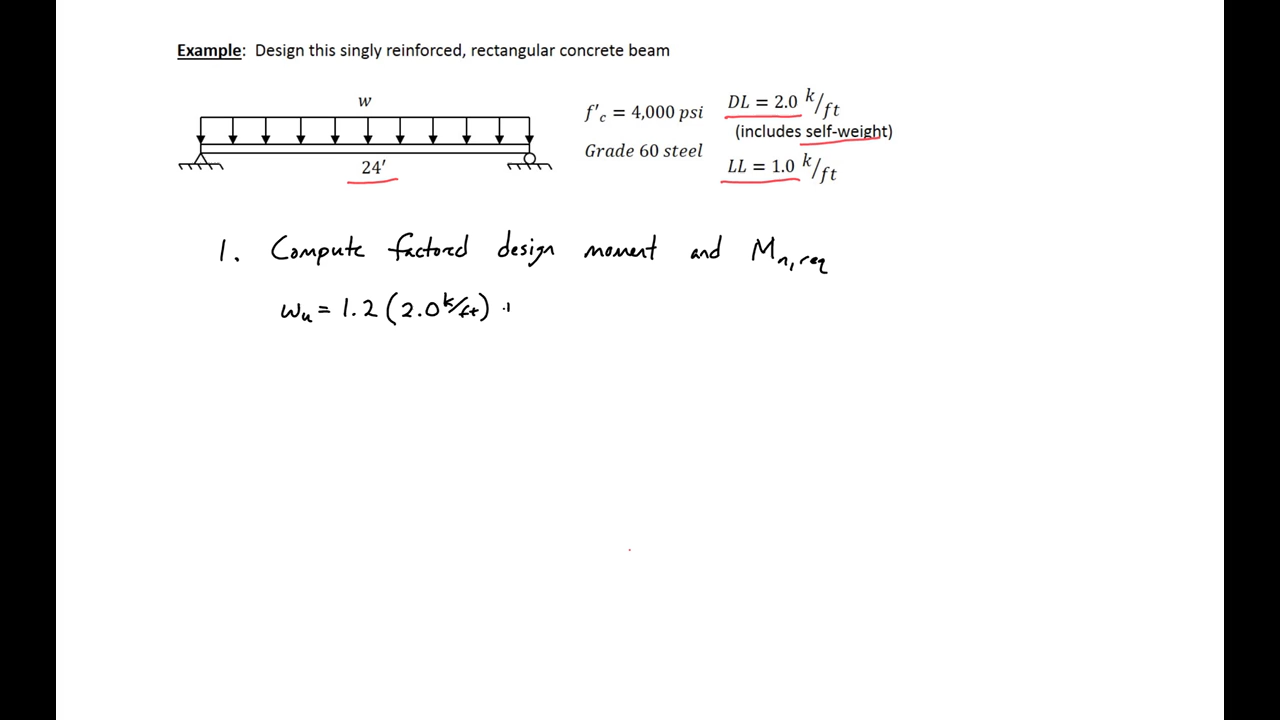 Example: Design this singly reinforced, rectangular concrete beam
w
24′
f′c = 4,000 psi
Grade 60 steel
DL = 2.0 k/ft
(includes self-weight)
LL = 1.0 k/ft
1. Compute factored design moment and Mn,req
wu = 1.2 (2.0 k/ft) +